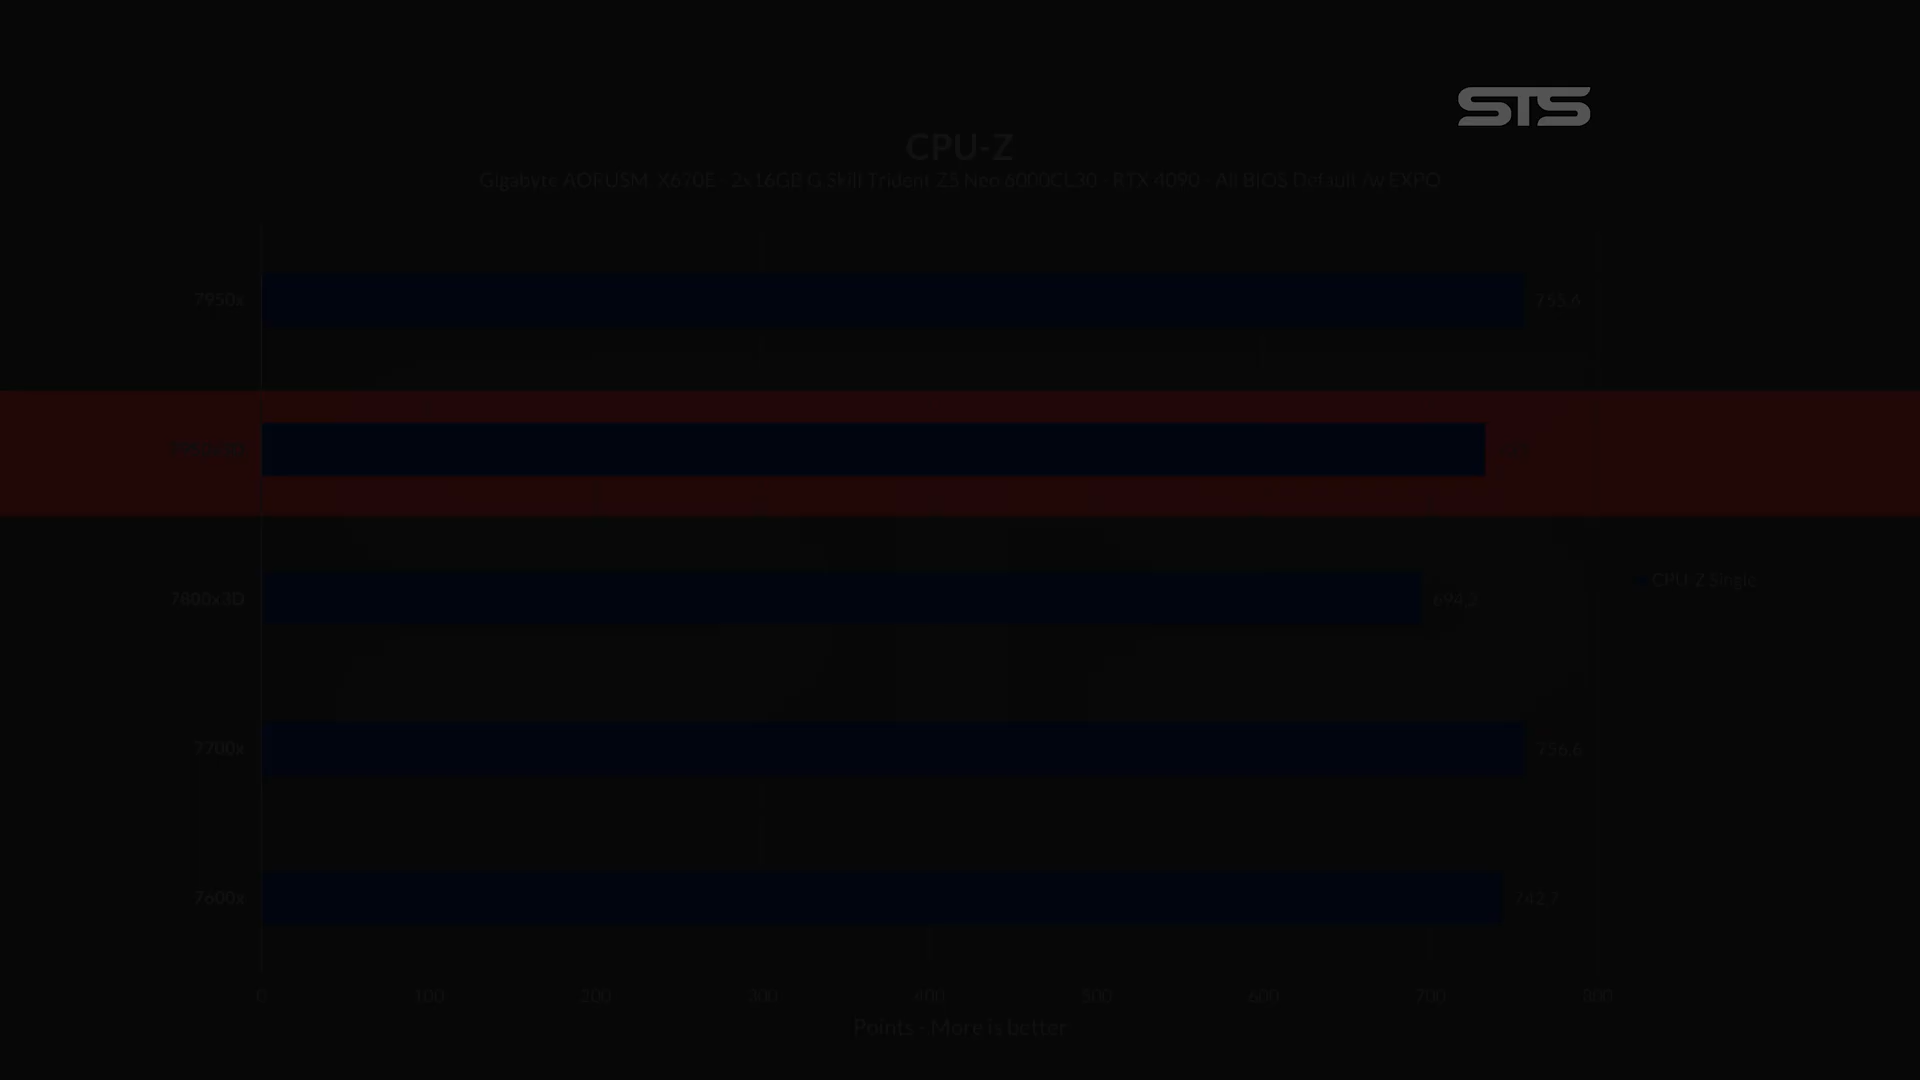 STS
CPU-Z
Gigabyte AORUSM X670E - 2x16GB G.Skill Trident Z5 Neo 6000CL30 - RTX 4090 - All BIOS Default /w EXPO
7950x 755.6
7800x3D 694.2
CPU-Z Single
7700x 756.6
7600x 742.7
0 100 200 300 400 500 600 700 800
Points - More is better